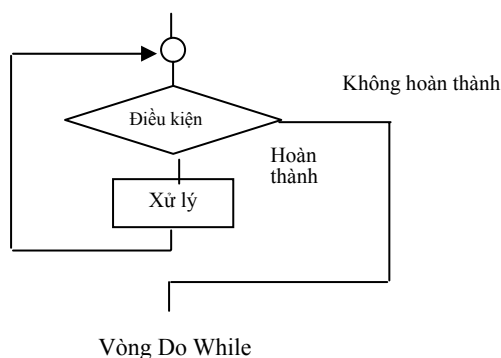 Không hoàn thành
Điều kiện
Hoàn
thành
Xử lý
Vòng Do While